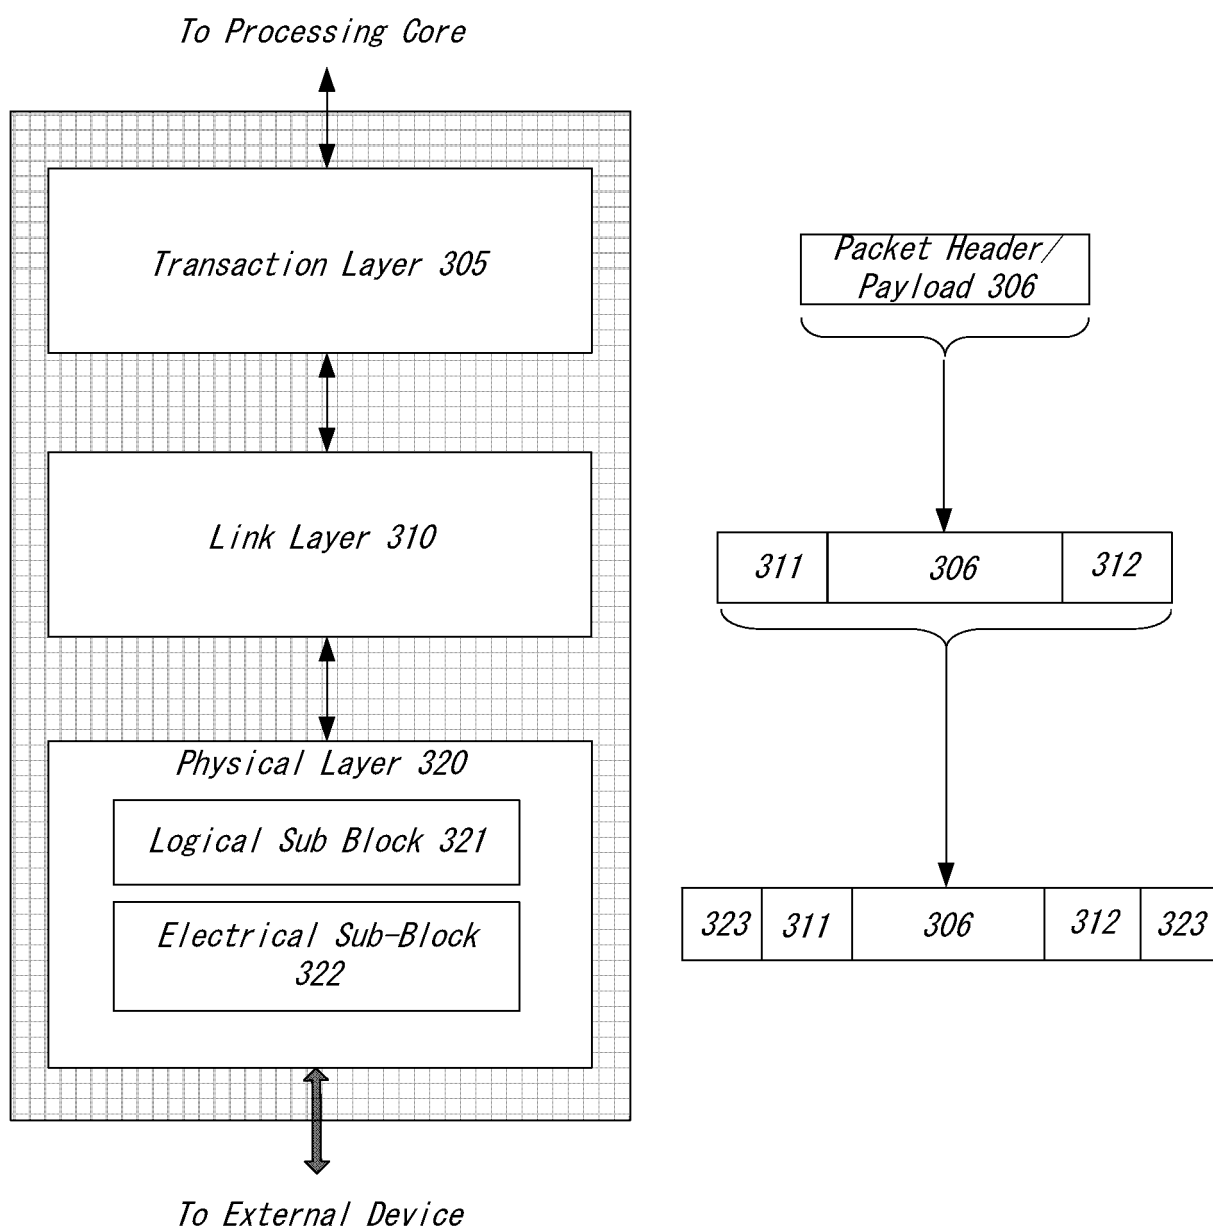 To Processing Core
Transaction Layer 305
Packet Header/
Payload 306
Link Layer 310
311 306 312
Physical Layer 320
Logical Sub Block 321
Electrical Sub-Block
322
323 311 306 312 323
To External Device